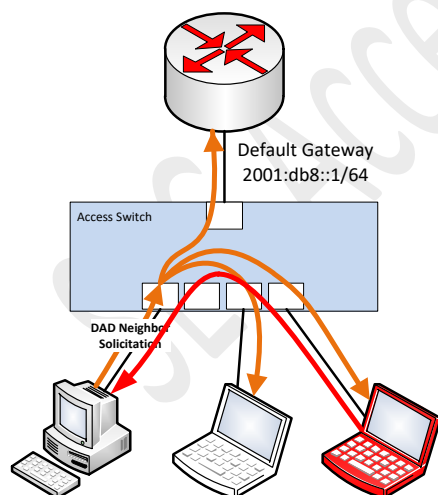 Default Gateway
2001:db8::1/64
Access Switch
DAD Neighbor
Solicitation